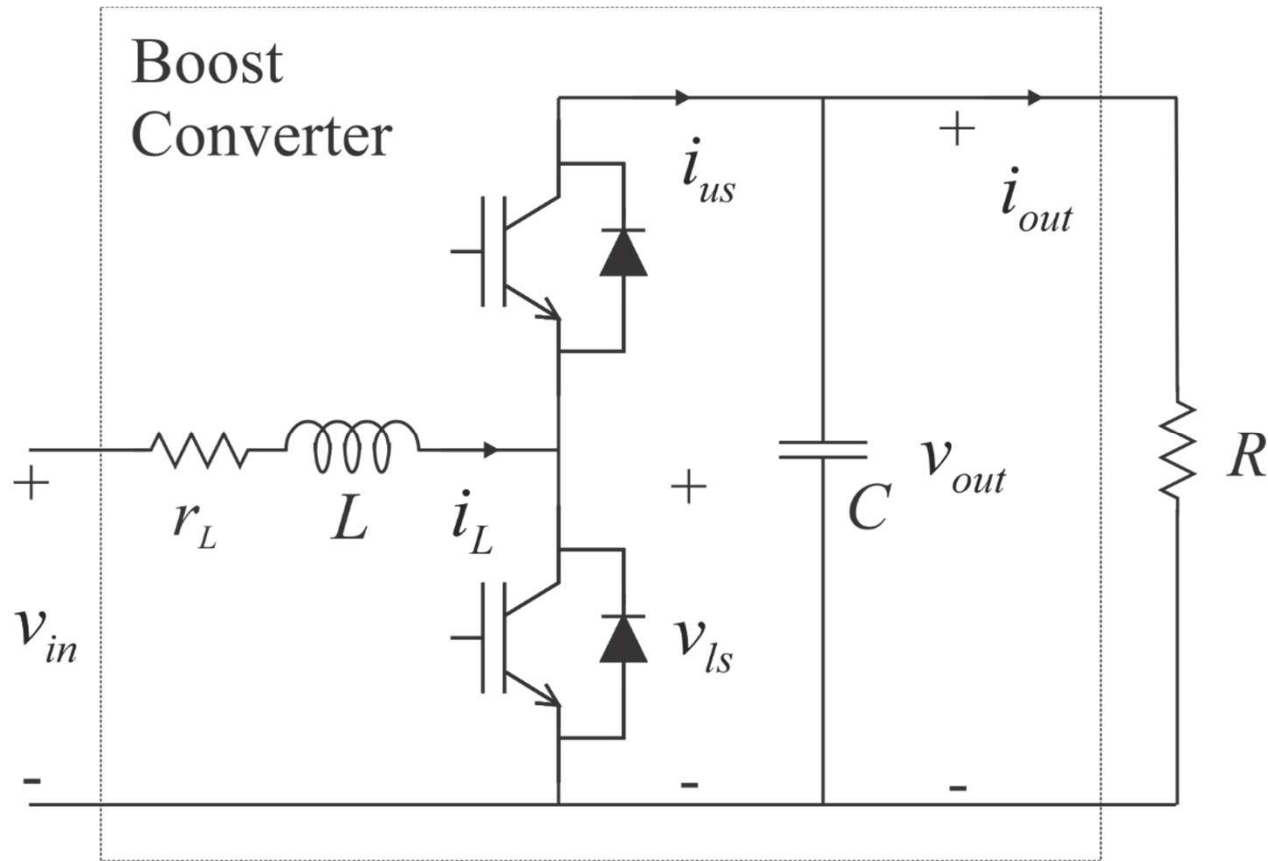 Boost
Converter
+
i_us
i_out
+
r_L
L
i_L
+
C
v_out
R
v_in
v_ls
-
-
-